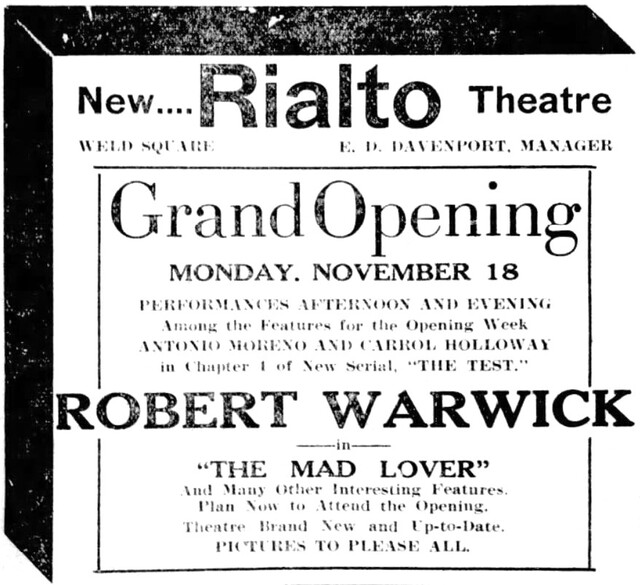 New.... Rialto Theatre
WELD SQUARE E. D. DAVENPORT, MANAGER
Grand Opening
MONDAY, NOVEMBER 18
PERFORMANCES AFTERNOON AND EVENING
Among the Features for the Opening Week
ANTONIO MORENO AND CARROL HOLLOWAY
in Chapter 1 of New Serial, "THE TEST."
ROBERT WARWICK
in
"THE MAD LOVER"
And Many Other Interesting Features.
Plan Now to Attend the Opening.
Theatre Brand New and Up-to-Date.
PICTURES TO PLEASE ALL.